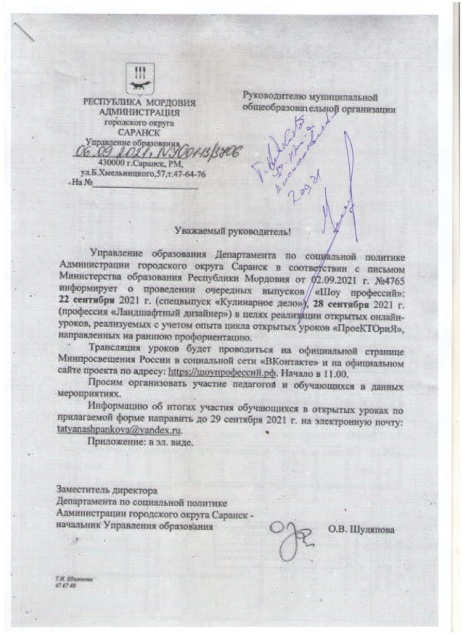 РЕСПУБЛИКА МОРДОВИЯ
АДМИНИСТРАЦИЯ
городского округа
САРАНСК
Управление образования
06.09.2021г.
430000 г.Саранск, РМ,
ул.Б.Хмельницкого,57,т.47-64-76
На №
Руководителю муниципальной
общеобразовательной организации
Уважаемый руководитель!
Управление образования Департамента по социальной политике
Администрации городского округа Саранск в соответствии с письмом
Министерства образования Республики Мордовия от 02.09.2021 г. №4765
информирует о проведении очередных выпусков «Шоу профессий»:
22 сентября 2021 г. (спецвыпуск «Кулинарное дело»), 28 сентября 2021 г.
(профессия «Ландшафтный дизайнер») в целях реализации открытых онлайн-
уроков, реализуемых с учетом опыта цикла открытых уроков «ПроеКТОриЯ»,
направленных на раннюю профориентацию.
Трансляция уроков будет проводиться на официальной странице
Минпросвещения России в социальной сети «ВКонтакте» и на официальном
сайте проекта по адресу: https://шоупрофессий.рф. Начало в 11.00.
Просим организовать участие педагогов и обучающихся в данных
мероприятиях.
Информацию об итогах участия обучающихся в открытых уроках по
прилагаемой форме направить до 29 сентября 2021 г. на электронную почту:
tatyanashpankova@yandex.ru.
Приложение: в эл. виде.
Заместитель директора
Департамента по социальной политике
Администрации городского округа Саранск -
начальник Управления образования
О.В. Шуляпова
47 67 40